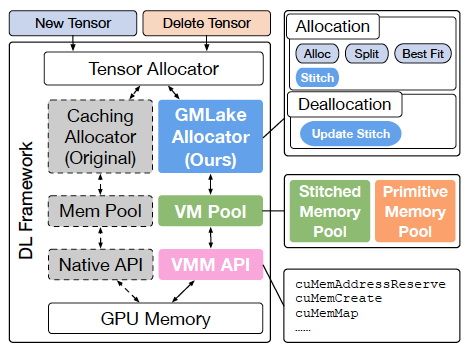 New Tensor
Delete Tensor
DL Framework
Tensor Allocator
Caching
Allocator
(Original)
GMLake
Allocator
(Ours)
Mem Pool
VM Pool
Native API
VMM API
GPU Memory
Allocation
Alloc
Split
Best Fit
Stitch
Deallocation
Update Stitch
Stitched
Memory
Pool
Primitive
Memory
Pool
cuMemAddressReserve
cuMemCreate
cuMemMap
……